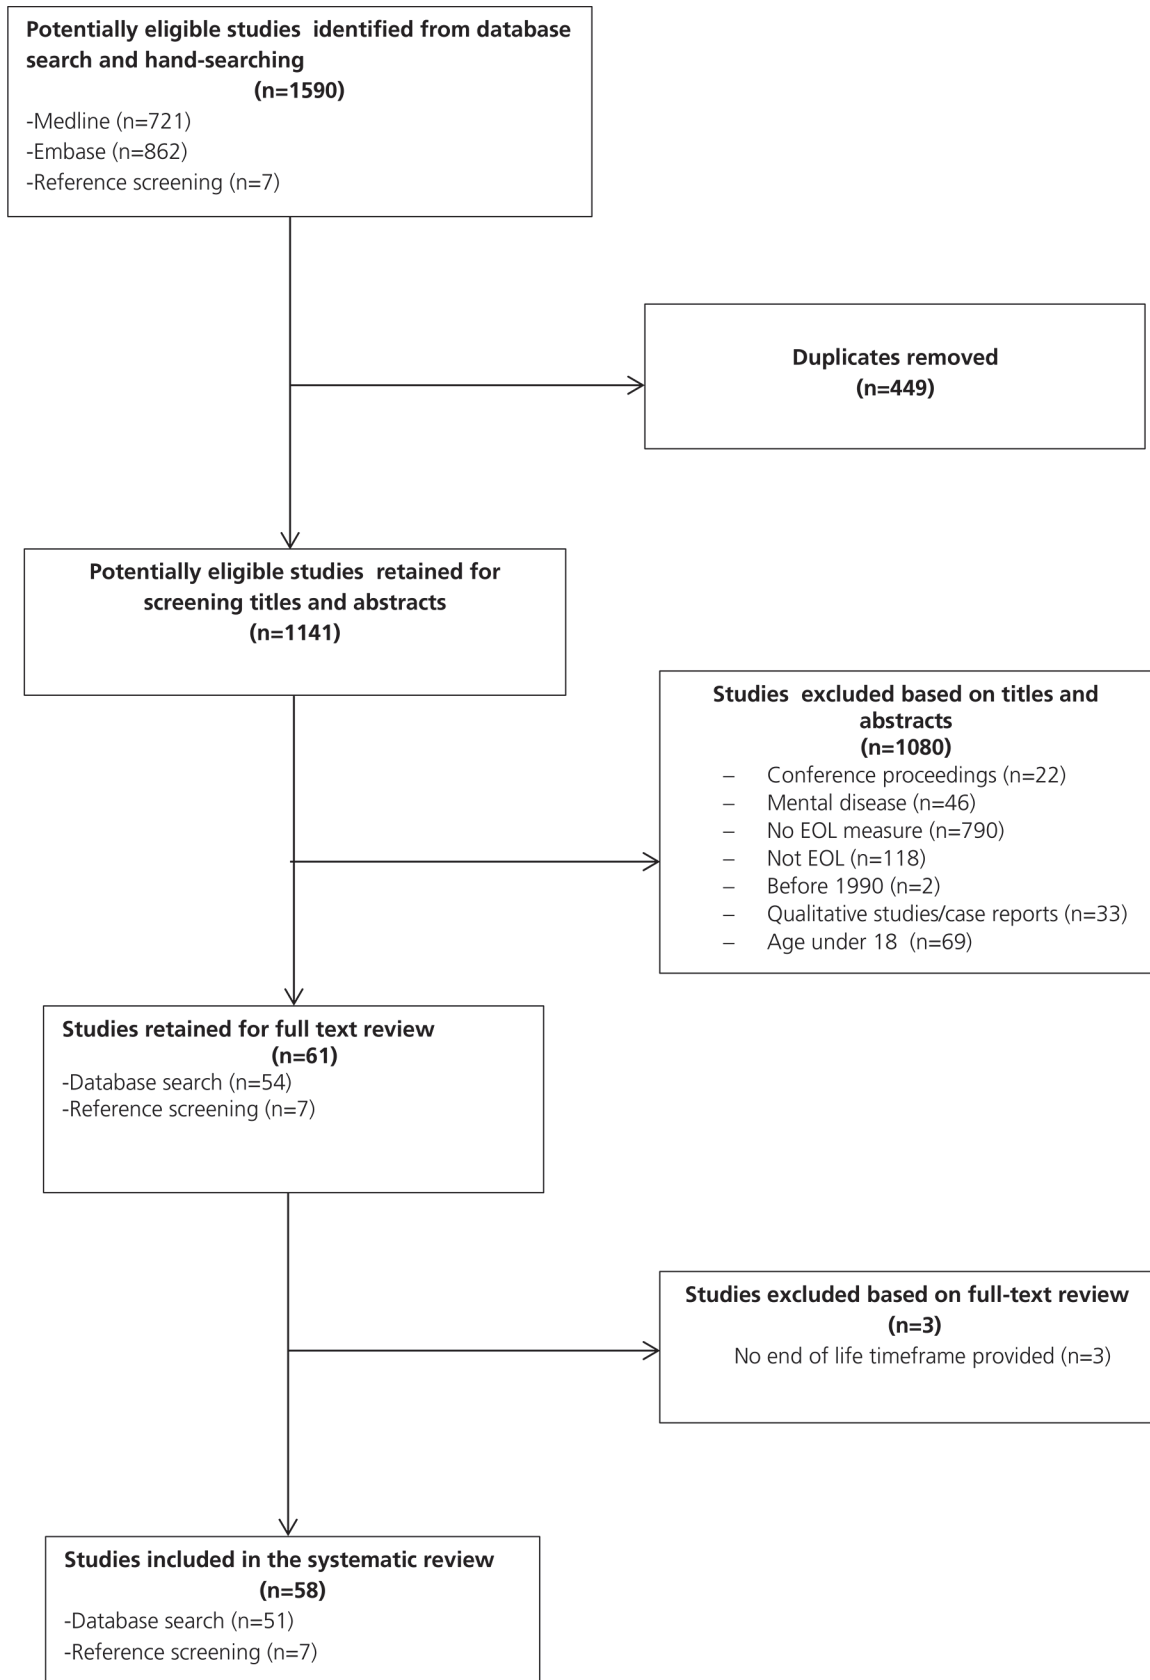 Potentially eligible studies identified from database
search and hand-searching
(n=1590)
-Medline (n=721)
-Embase (n=862)
-Reference screening (n=7)
Duplicates removed
(n=449)
Potentially eligible studies retained for
screening titles and abstracts
(n=1141)
Studies excluded based on titles and
abstracts
(n=1080)
– Conference proceedings (n=22)
– Mental disease (n=46)
– No EOL measure (n=790)
– Not EOL (n=118)
– Before 1990 (n=2)
– Qualitative studies/case reports (n=33)
– Age under 18 (n=69)
Studies retained for full text review
(n=61)
-Database search (n=54)
-Reference screening (n=7)
Studies excluded based on full-text review
(n=3)
No end of life timeframe provided (n=3)
Studies included in the systematic review
(n=58)
-Database search (n=51)
-Reference screening (n=7)